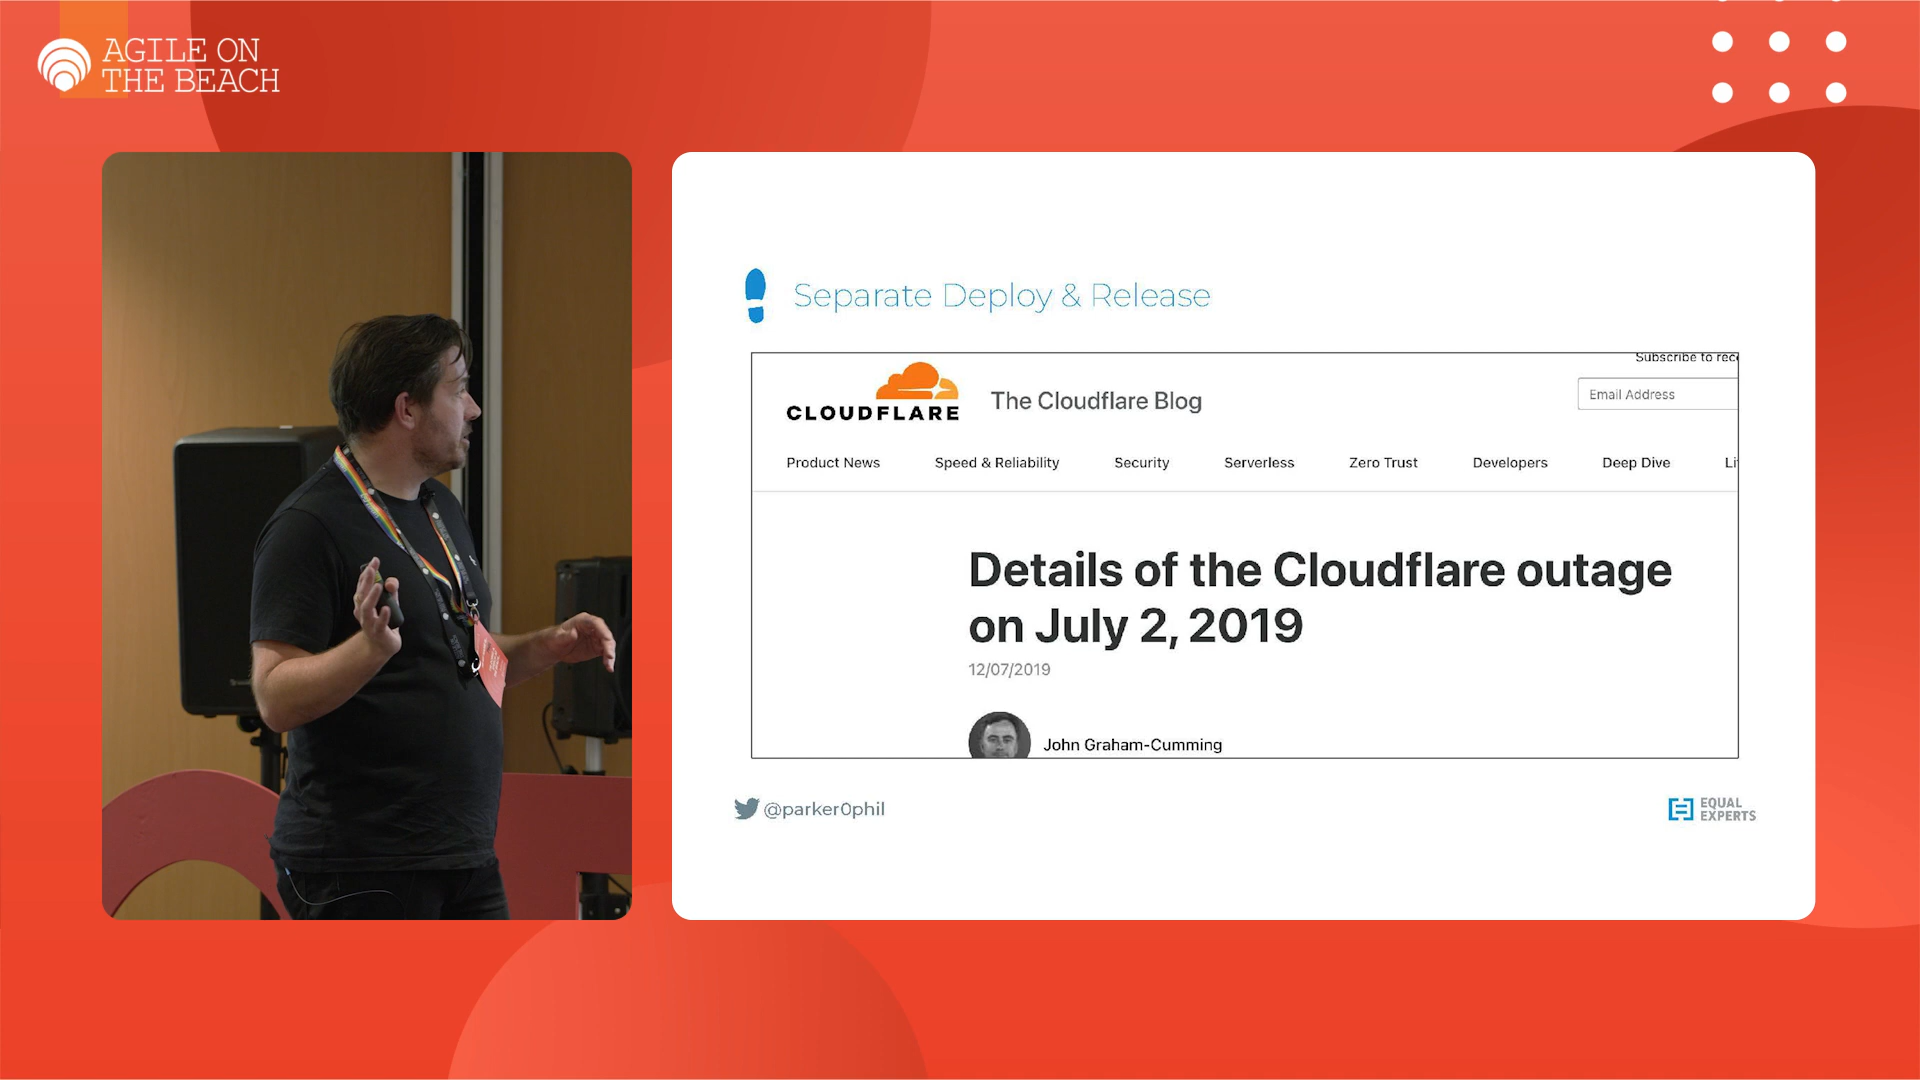 AGILE ON
THE BEACH
Separate Deploy & Release
Subscribe to rec
CLOUDFLARE
The Cloudflare Blog
Email Address
Product News
Speed & Reliability
Security
Serverless
Zero Trust
Developers
Deep Dive
Li
Details of the Cloudflare outage
on July 2, 2019
12/07/2019
John Graham-Cumming
@parker0phil
EQUAL
EXPERTS